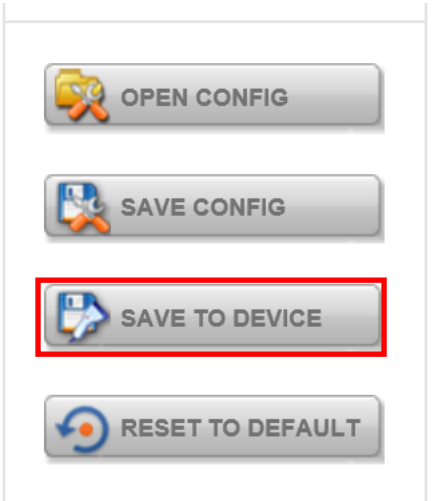 OPEN CONFIG
SAVE CONFIG
SAVE TO DEVICE
RESET TO DEFAULT